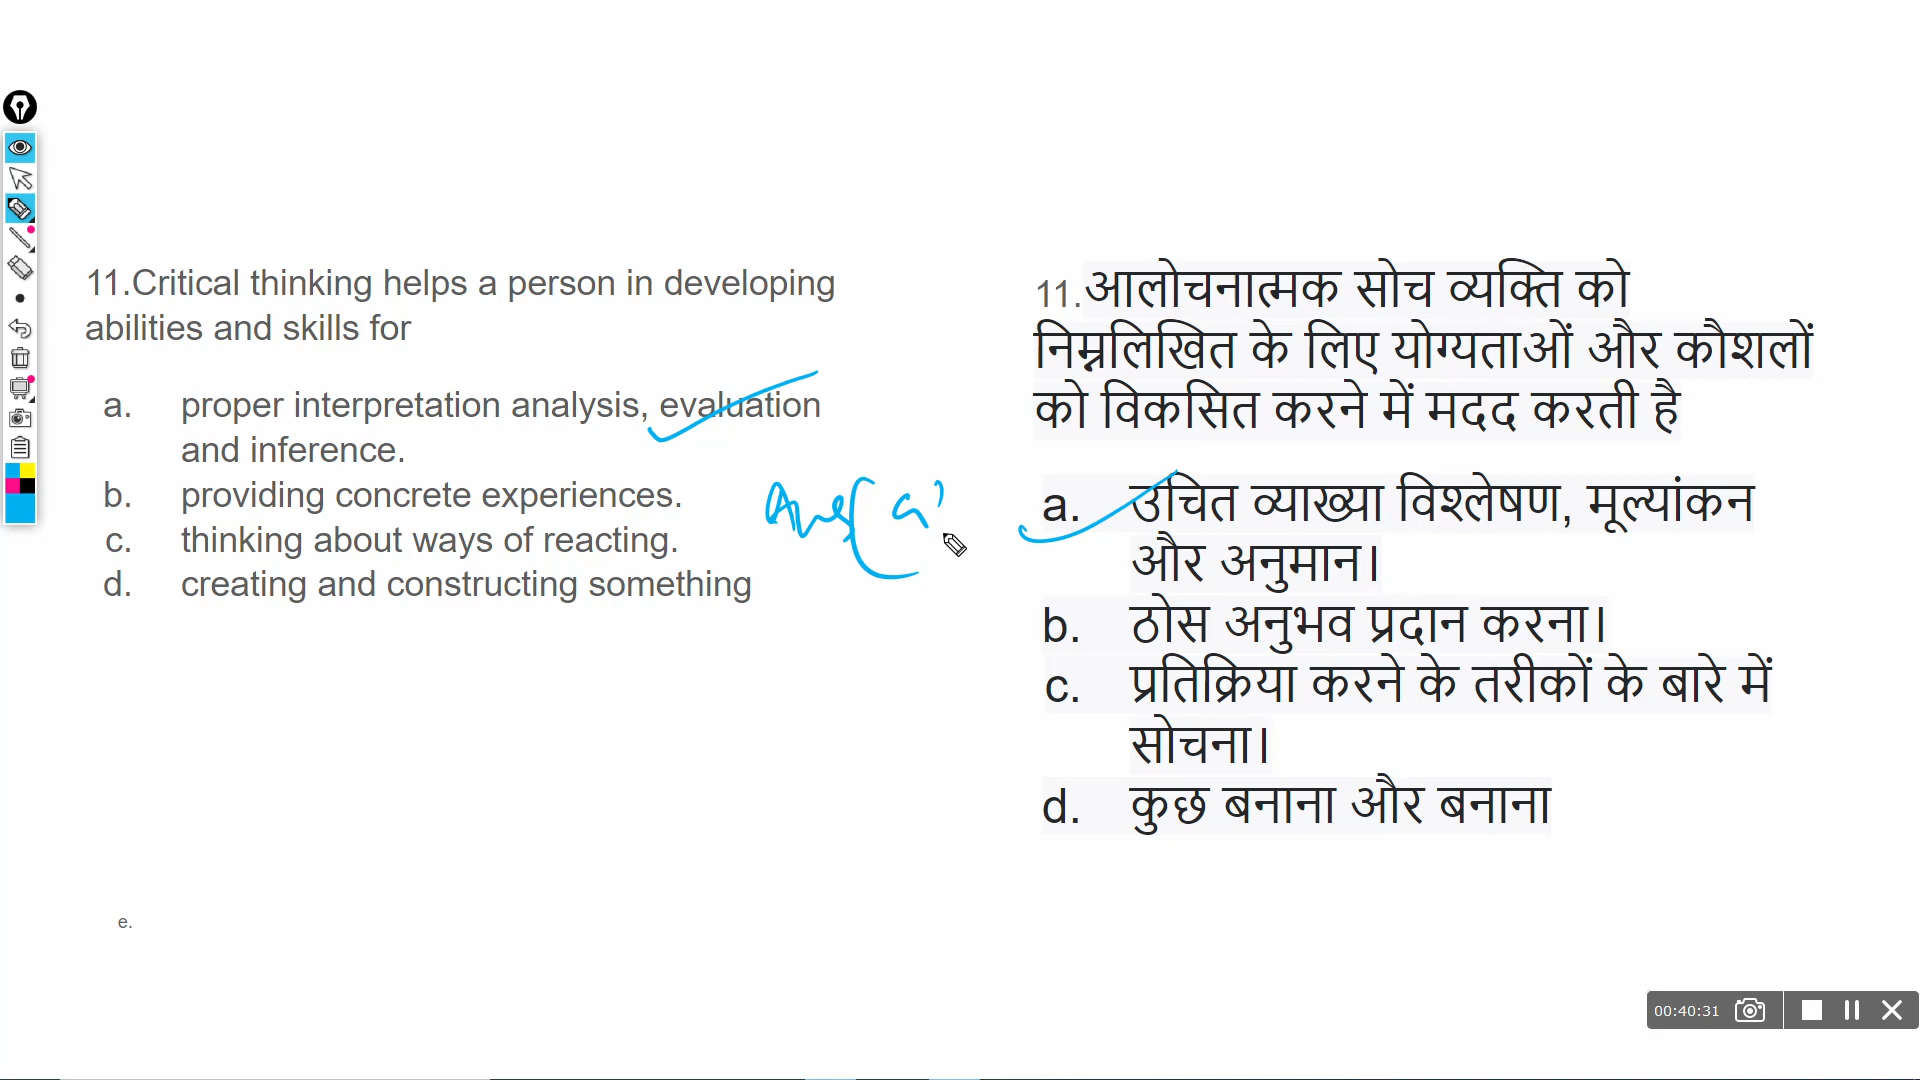 11.Critical thinking helps a person in developing
abilities and skills for
a. proper interpretation analysis, evaluation
and inference.
b. providing concrete experiences.
c. thinking about ways of reacting.
d. creating and constructing something
Ans (a)
e.
11.आलोचनात्मक सोच व्यक्ति को
निम्नलिखित के लिए योग्यताओं और कौशलों
को विकसित करने में मदद करती है
a. उचित व्याख्या विश्लेषण, मूल्यांकन
और अनुमान।
b. ठोस अनुभव प्रदान करना।
c. प्रतिक्रिया करने के तरीकों के बारे में
सोचना।
d. कुछ बनाना और बनाना
00:40:31